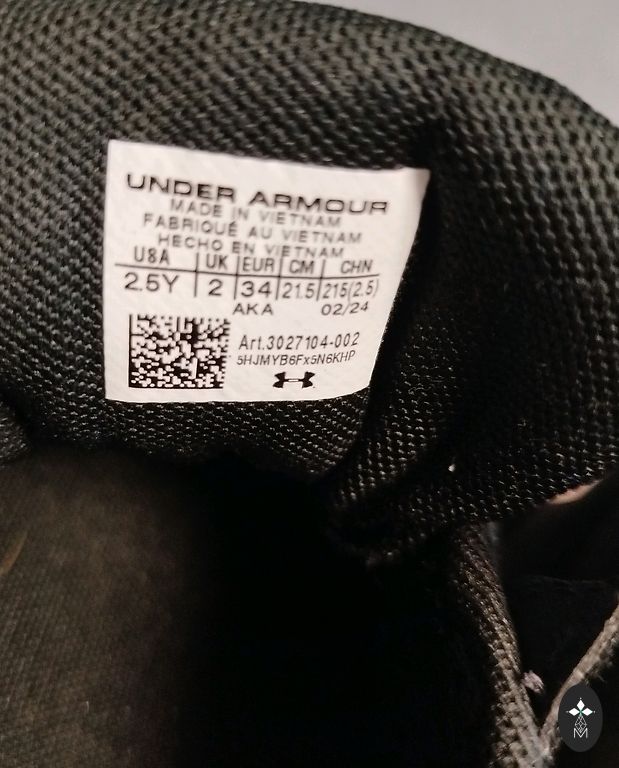 UNDER ARMOUR
MADE IN VIETNAM
FABRIQUÉ AU VIETNAM
HECHO EN VIETNAM
USA UK EUR CM CHN
2.5Y 2 34 21.5 215(2.5)
AKA 02/24
Art.3027104-002
5HJMYB6Fx5N6KHP
M